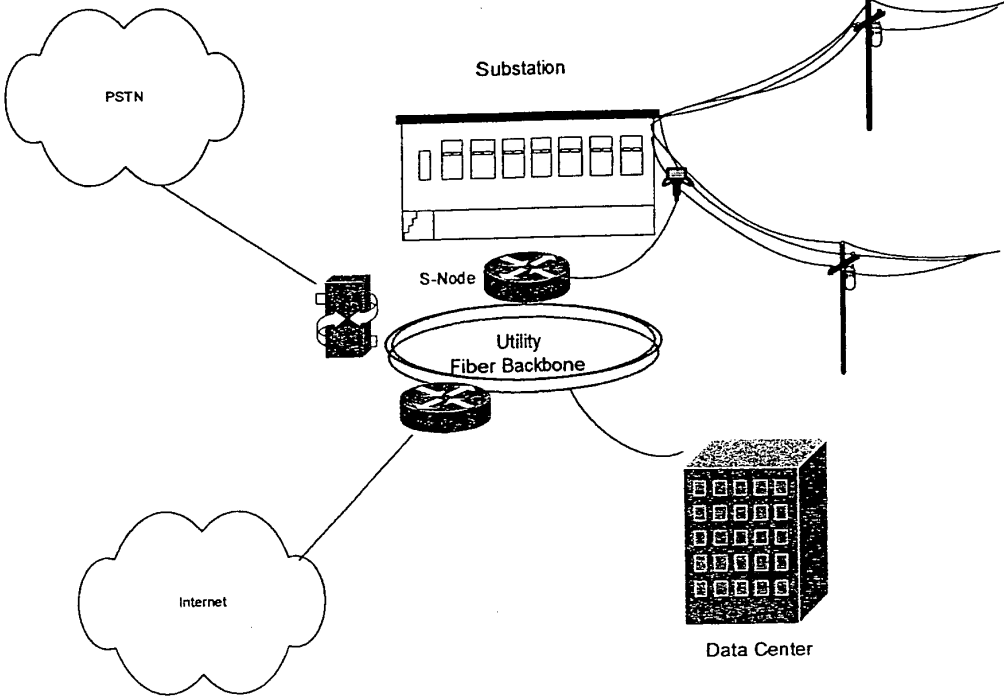 Substation
PSTN
S-Node
Utility
Fiber Backbone
Internet
Data Center